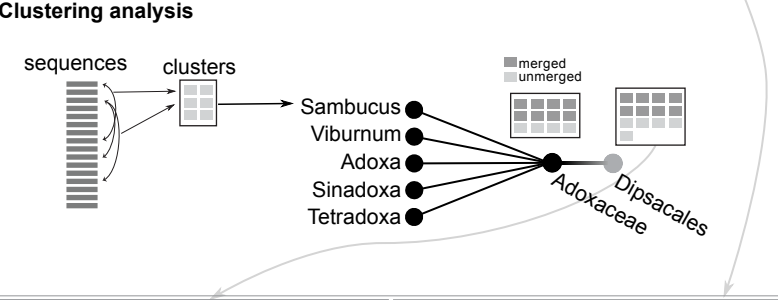 Clustering analysis
sequences
clusters
merged
unmerged
Sambucus
Viburnum
Adoxa
Sinadoxa
Tetradoxa
Adoxaceae
Dipsacales